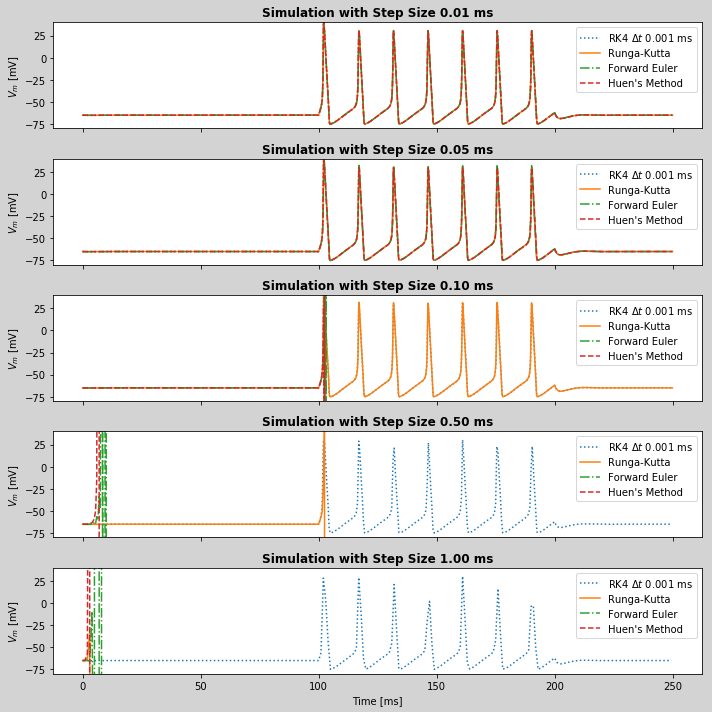 Simulation with Step Size 0.01 ms
25
0
−25
−50
−75
V_m [mV]
RK4 Δt 0.001 ms
Runga-Kutta
Forward Euler
Huen's Method
Simulation with Step Size 0.05 ms
25
0
−25
−50
−75
V_m [mV]
RK4 Δt 0.001 ms
Runga-Kutta
Forward Euler
Huen's Method
Simulation with Step Size 0.10 ms
25
0
−25
−50
−75
V_m [mV]
RK4 Δt 0.001 ms
Runga-Kutta
Forward Euler
Huen's Method
Simulation with Step Size 0.50 ms
25
0
−25
−50
−75
V_m [mV]
RK4 Δt 0.001 ms
Runga-Kutta
Forward Euler
Huen's Method
Simulation with Step Size 1.00 ms
25
0
−25
−50
−75
V_m [mV]
RK4 Δt 0.001 ms
Runga-Kutta
Forward Euler
Huen's Method
0 50 100 150 200 250
Time [ms]